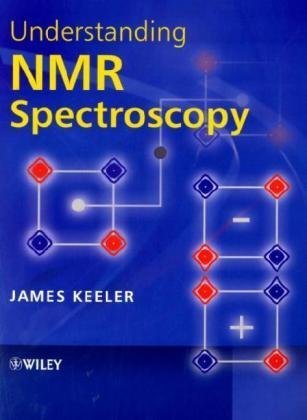 Understanding
NMR
Spectroscopy
−
JAMES KEELER
+
WILEY